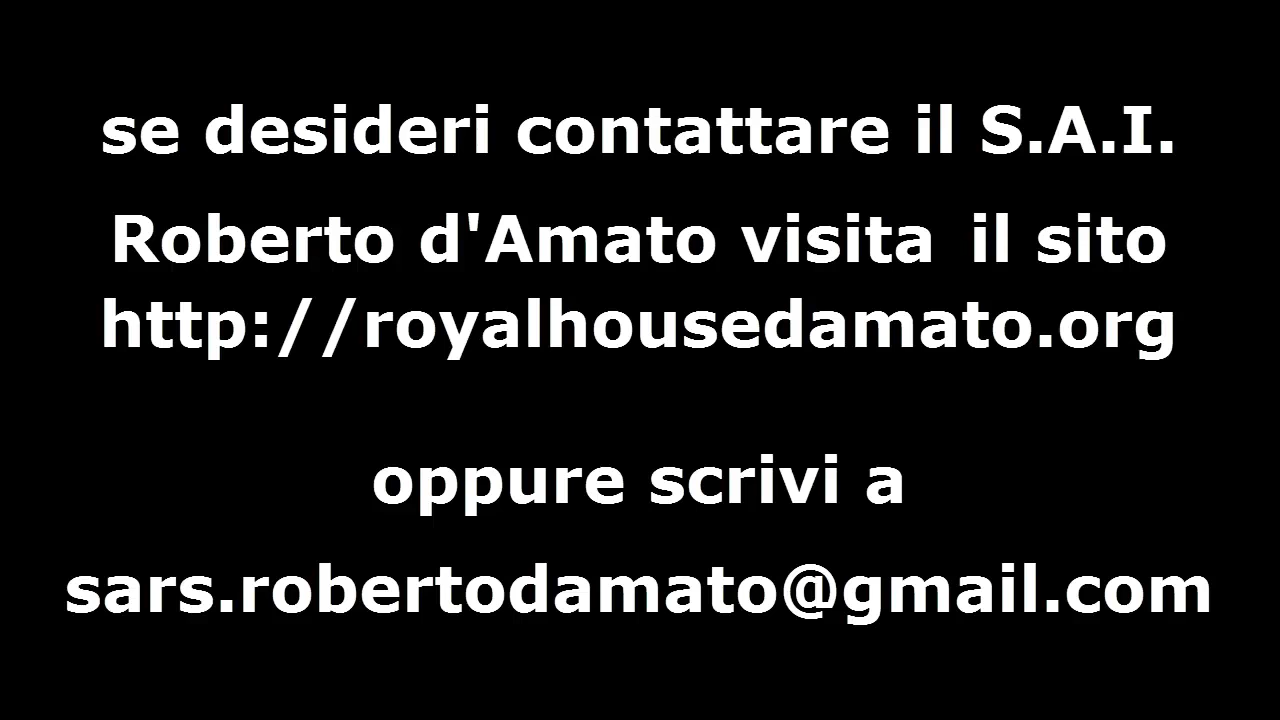 se desideri contattare il S.A.I.
Roberto d'Amato visita il sito
http://royalhousedamato.org
oppure scrivi a
sars.robertodamato@gmail.com